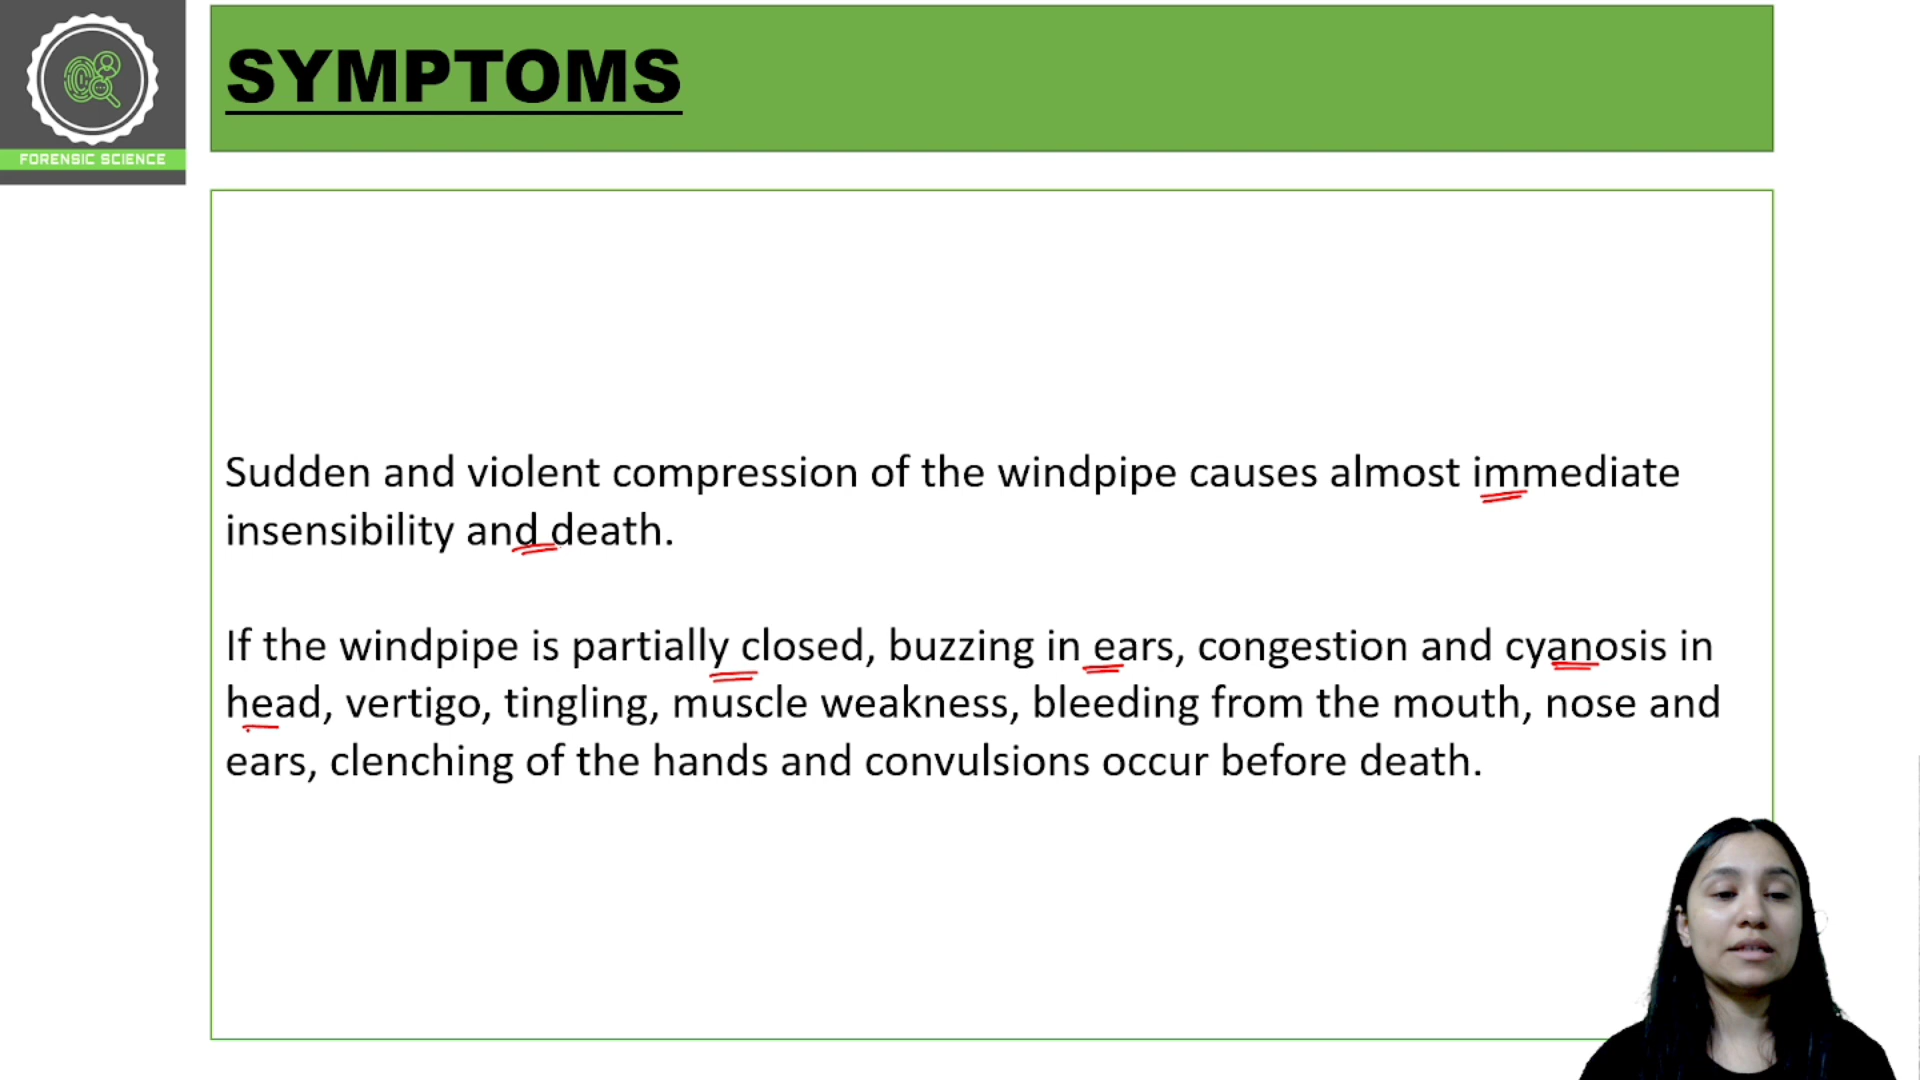 SYMPTOMS
FORENSIC SCIENCE
Sudden and violent compression of the windpipe causes almost immediate
insensibility and death.
If the windpipe is partially closed, buzzing in ears, congestion and cyanosis in
head, vertigo, tingling, muscle weakness, bleeding from the mouth, nose and
ears, clenching of the hands and convulsions occur before death.